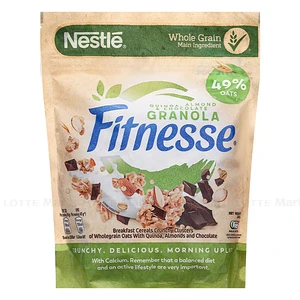 Nestlé
Whole Grain
Main Ingredient
49%
OATS
QUINOA, ALMOND
& CHOCOLATE
GRANOLA
Fitnesse
Breakfast Cereals Crunchy Clusters
of Wholegrain Oats With Quinoa, Almonds and Chocolate
CRUNCHY. DELICIOUS. MORNING UPL
With Calcium. Remember that a balanced diet
and an active lifestyle are very important.